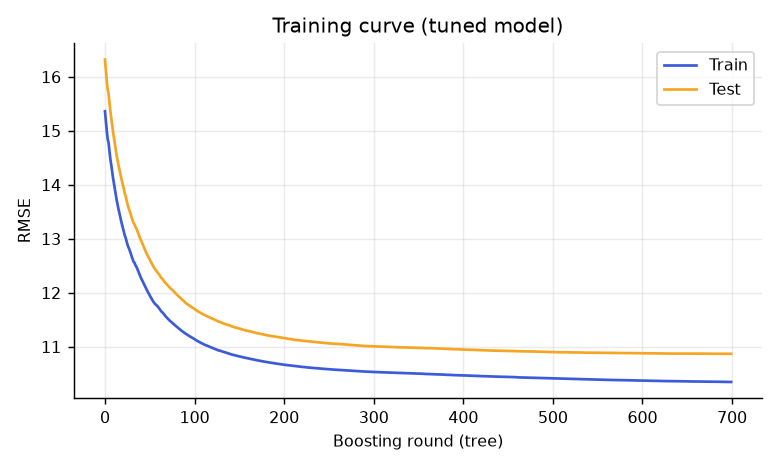 Training curve (tuned model)
Train
Test
RMSE
16
15
14
13
12
11
0 100 200 300 400 500 600 700
Boosting round (tree)